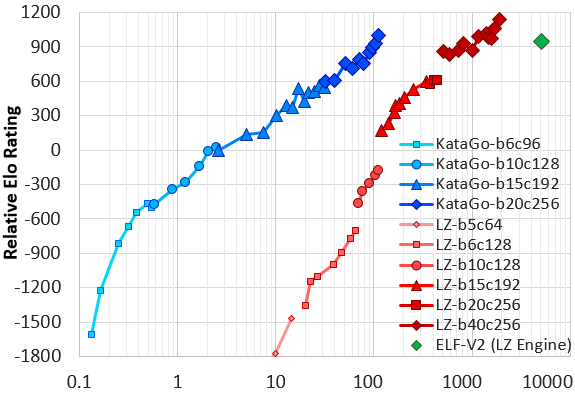 Relative Elo Rating
1200
900
600
300
0
-300
-600
-900
-1200
-1500
-1800
KataGo-b6c96
KataGo-b10c128
KataGo-b15c192
KataGo-b20c256
LZ-b5c64
LZ-b6c128
LZ-b10c128
LZ-b15c192
LZ-b20c256
LZ-b40c256
ELF-V2 (LZ Engine)
0.1 1 10 100 1000 10000